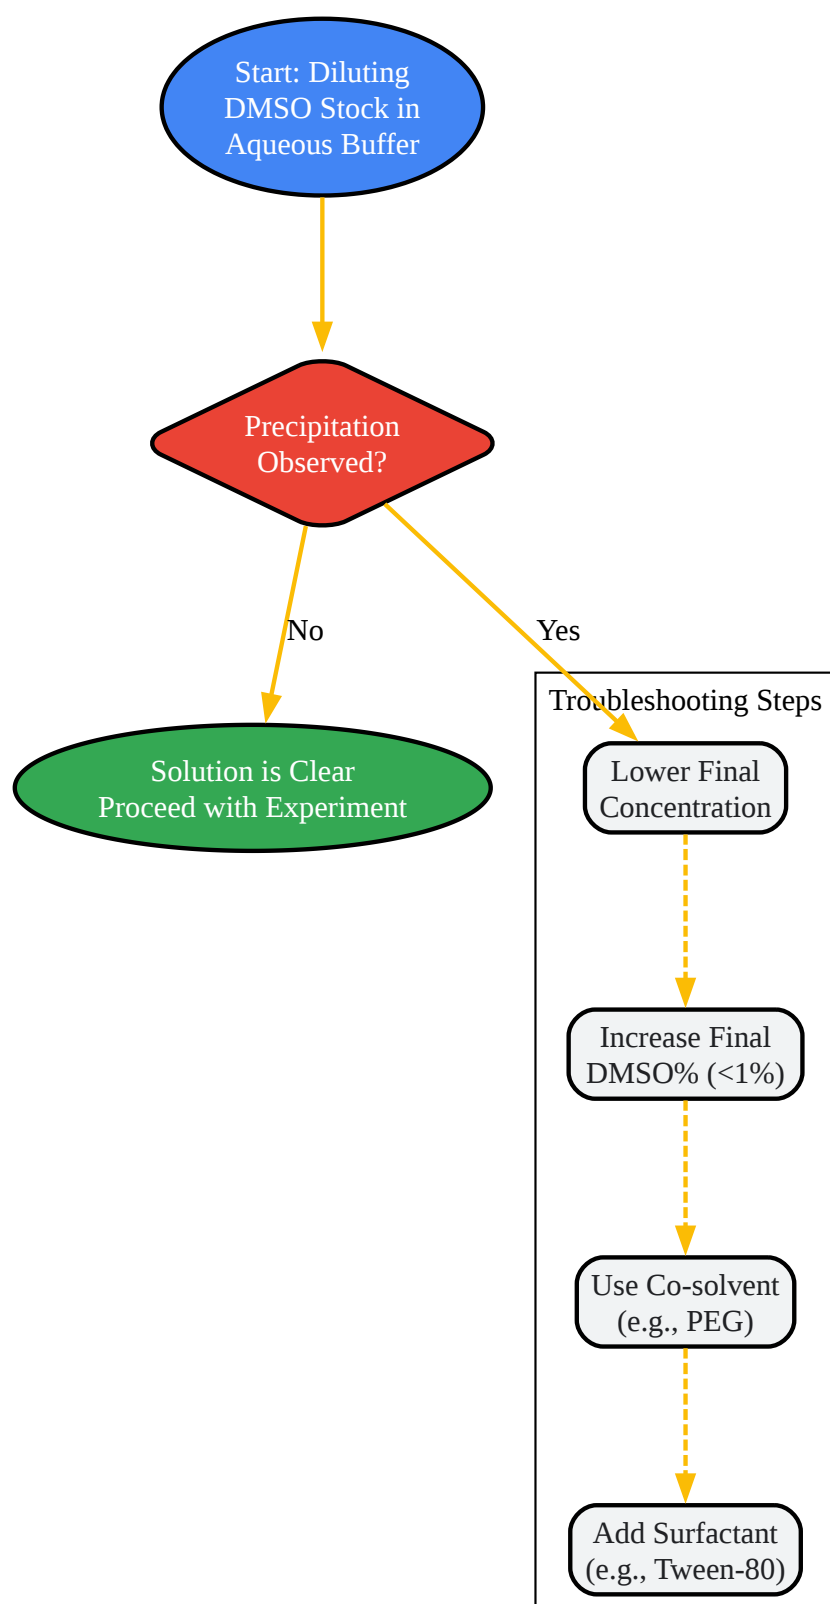 Start: Diluting
DMSO Stock in
Aqueous Buffer
Precipitation
Observed?
No
Yes
Troubleshooting Steps
Solution is Clear
Proceed with Experiment
Lower Final
Concentration
Increase Final
DMSO% (<1%)
Use Co-solvent
(e.g., PEG)
Add Surfactant
(e.g., Tween-80)